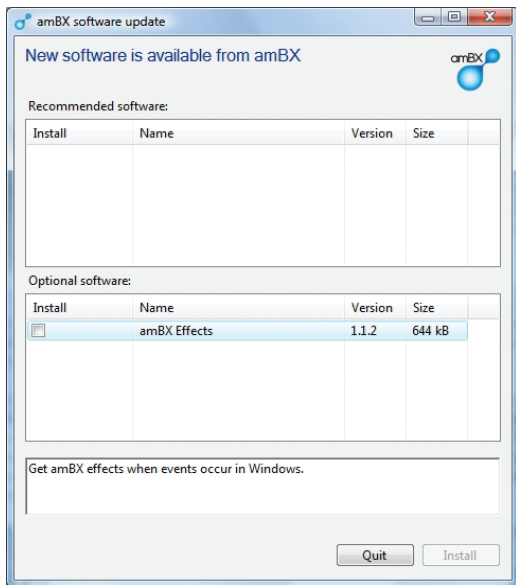 amBX software update
New software is available from amBX
amBX
Recommended software:
Install Name Version Size
Optional software:
Install Name Version Size
amBX Effects 1.1.2 644 kB
Get amBX effects when events occur in Windows.
Quit Install